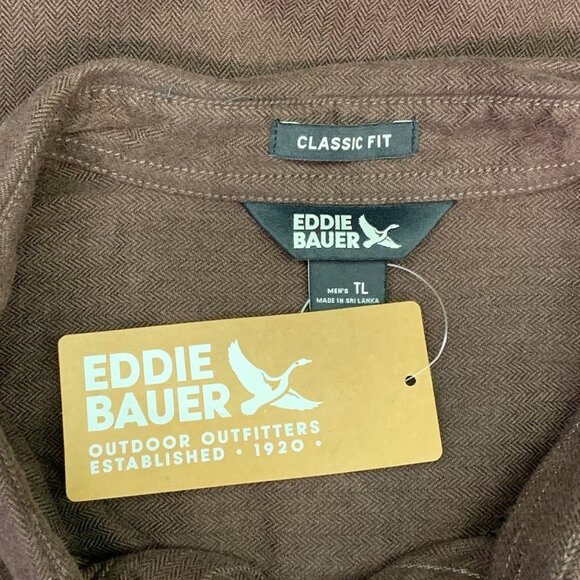 CLASSIC FIT
EDDIE
BAUER
MEN'S TL
MADE IN SRI LANKA
EDDIE
BAUER
OUTDOOR OUTFITTERS
ESTABLISHED • 1920 •